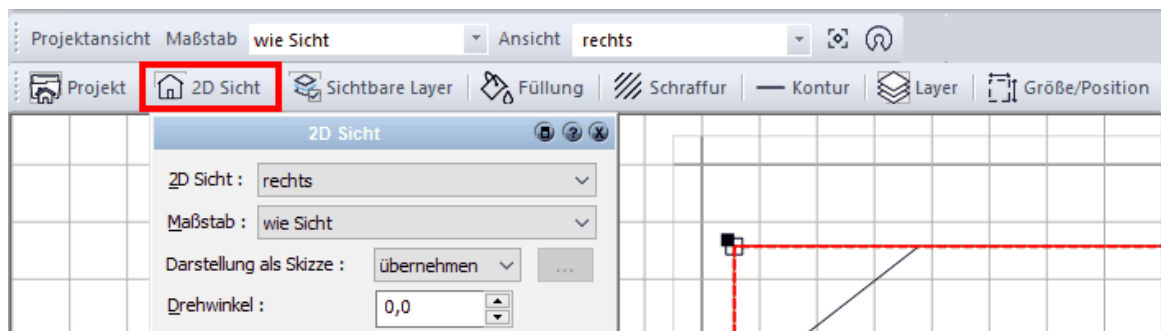 Projektansicht Maßstab wie Sicht Ansicht rechts
Projekt 2D Sicht Sichtbare Layer Füllung Schraffur Kontur Layer Größe/Position
2D Sicht
2D Sicht : rechts
Maßstab : wie Sicht
Darstellung als Skizze : übernehmen ...
Drehwinkel : 0,0